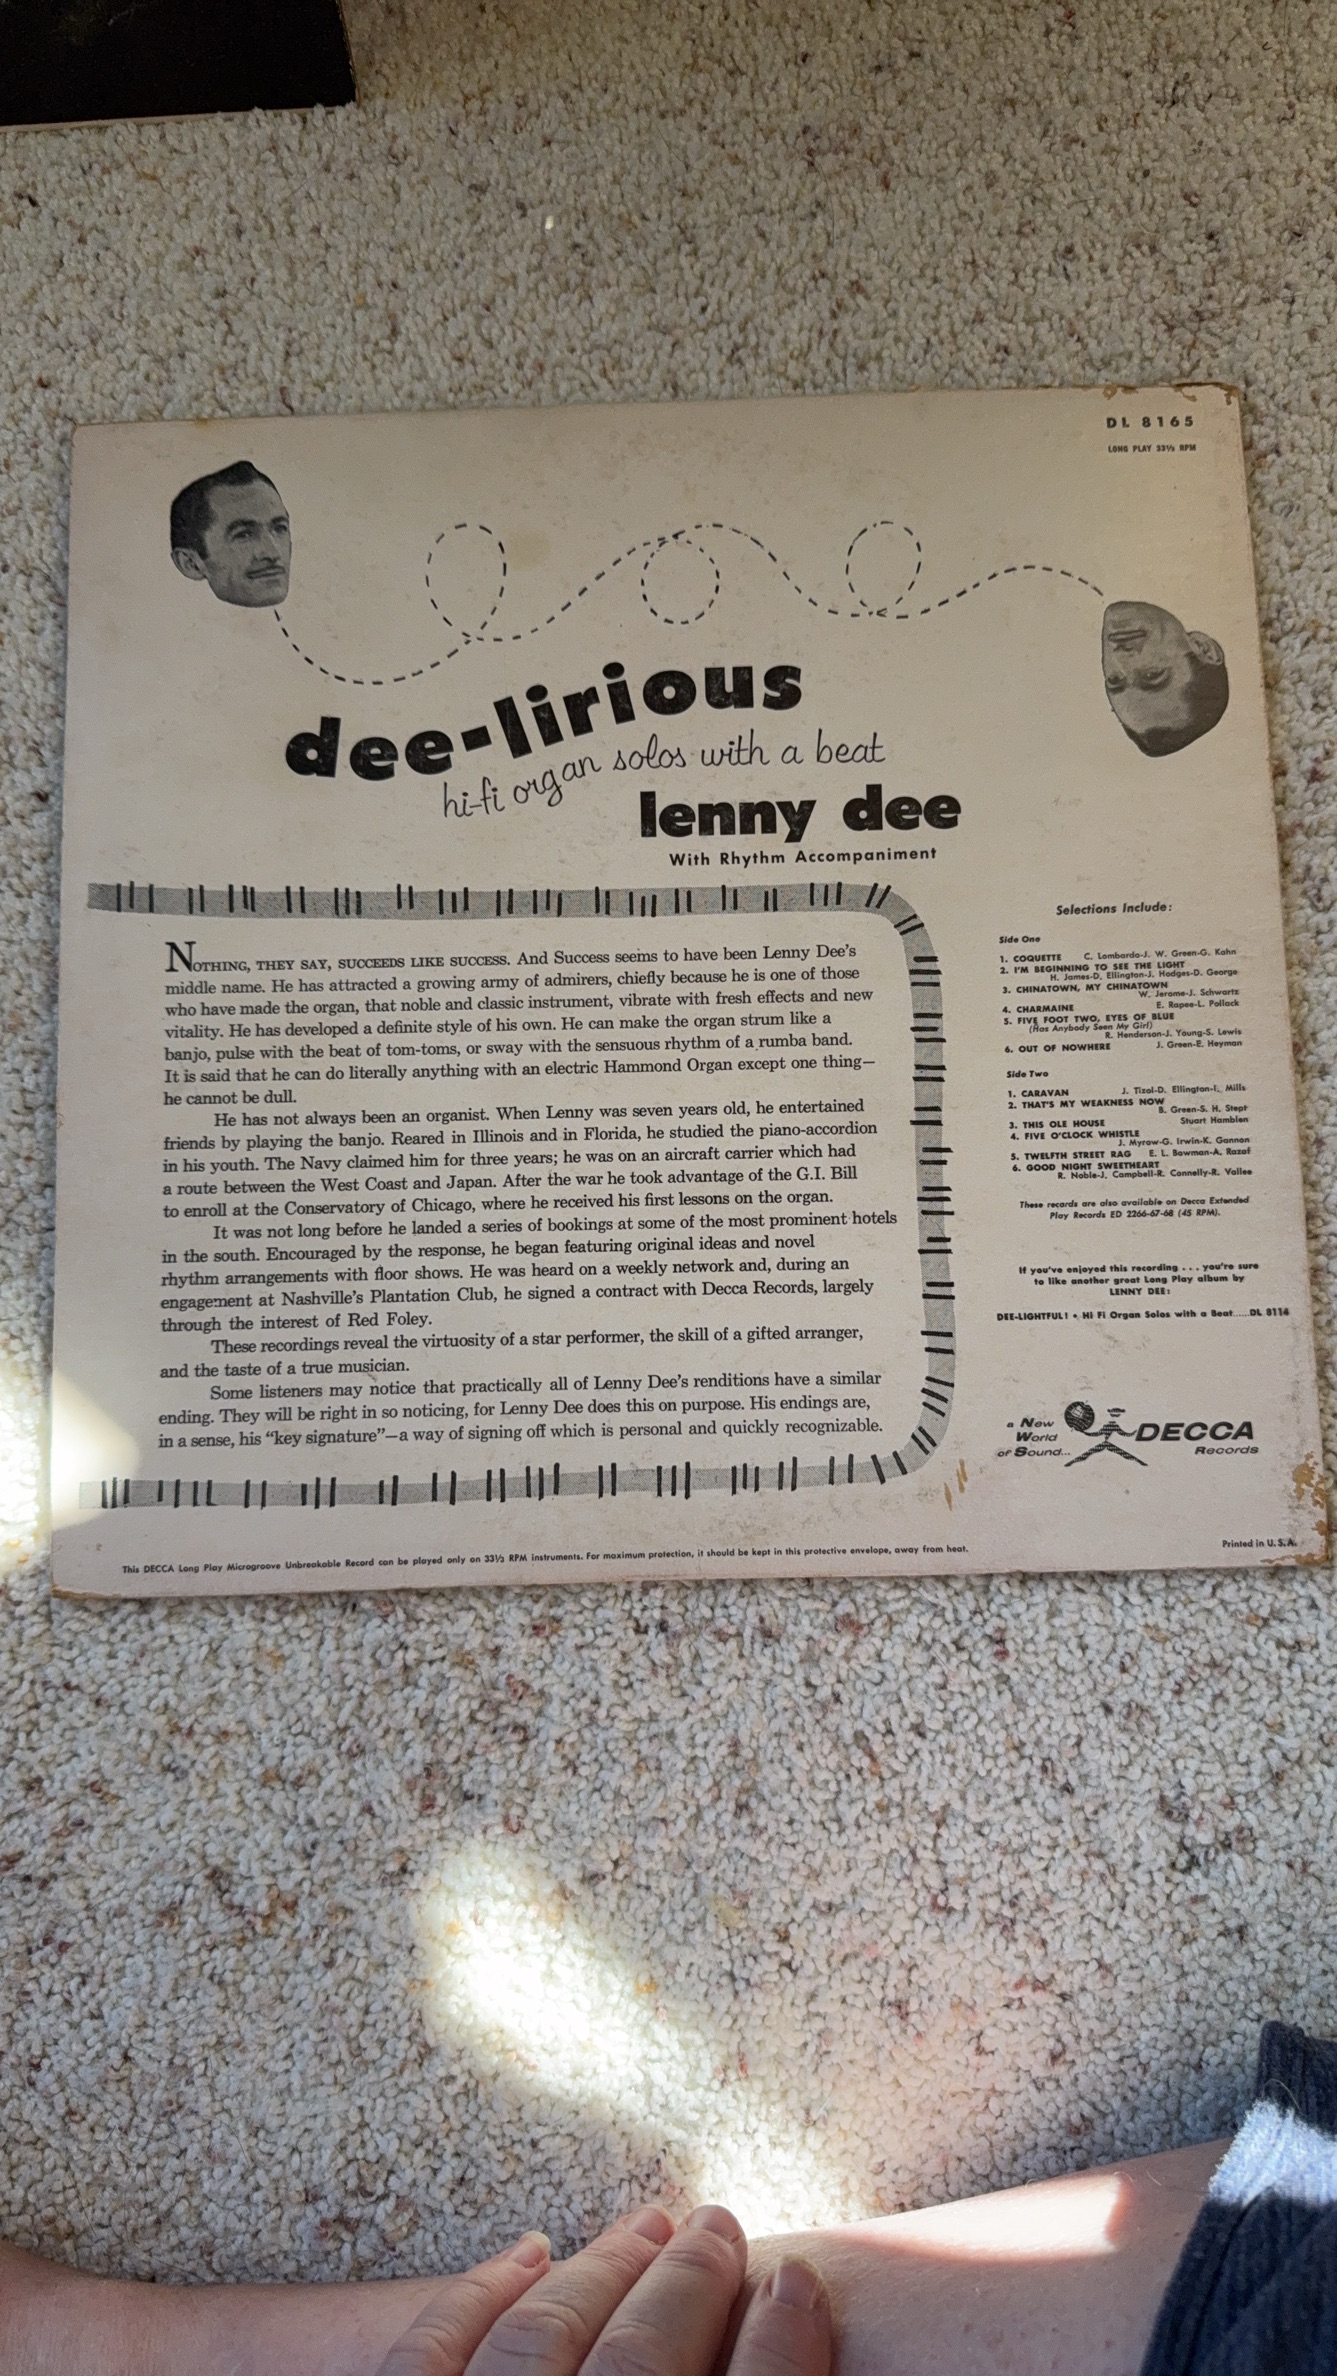 DL 8165
LONG PLAY 33⅓ RPM
dee-lirious
hi-fi organ solos with a beat
lenny dee
With Rhythm Accompaniment
NOTHING, THEY SAY, SUCCEEDS LIKE SUCCESS. And Success seems to have been Lenny Dee's
middle name. He has attracted a growing army of admirers, chiefly because he is one of those
who have made the organ, that noble and classic instrument, vibrate with fresh effects and new
vitality. He has developed a definite style of his own. He can make the organ strum like a
banjo, pulse with the beat of tom-toms, or sway with the sensuous rhythm of a rumba band.
It is said that he can do literally anything with an electric Hammond Organ except one thing—
he cannot be dull.
He has not always been an organist. When Lenny was seven years old, he entertained
friends by playing the banjo. Reared in Illinois and in Florida, he studied the piano-accordion
in his youth. The Navy claimed him for three years; he was on an aircraft carrier which had
a route between the West Coast and Japan. After the war he took advantage of the G.I. Bill
to enroll at the Conservatory of Chicago, where he received his first lessons on the organ.
It was not long before he landed a series of bookings at some of the most prominent hotels
in the south. Encouraged by the response, he began featuring original ideas and novel
rhythm arrangements with floor shows. He was heard on a weekly network and, during an
engagement at Nashville's Plantation Club, he signed a contract with Decca Records, largely
through the interest of Red Foley.
These recordings reveal the virtuosity of a star performer, the skill of a gifted arranger,
and the taste of a true musician.
Some listeners may notice that practically all of Lenny Dee's renditions have a similar
ending. They will be right in so noticing, for Lenny Dee does this on purpose. His endings are,
in a sense, his "key signature"—a way of signing off which is personal and quickly recognizable.
Selections Include:
Side One
1. COQUETTE C. Lombardo-J. W. Green-G. Kahn
2. I'M BEGINNING TO SEE THE LIGHT
H. James-D. Ellington-J. Hodges-D. George
3. CHINATOWN, MY CHINATOWN
W. Jerome-J. Schwartz
4. CHARMAINE E. Rapee-L. Pollack
5. FIVE FOOT TWO, EYES OF BLUE
(Has Anybody Seen My Girl)
R. Henderson-J. Young-S. Lewis
6. OUT OF NOWHERE J. Green-E. Heyman
Side Two
1. CARAVAN J. Tizol-D. Ellington-I. Mills
2. THAT'S MY WEAKNESS NOW
B. Green-S. H. Stept
3. THIS OLE HOUSE Stuart Hamblen
4. FIVE O'CLOCK WHISTLE
J. Myrow-G. Irwin-K. Gannon
5. TWELFTH STREET RAG E. L. Bowman-A. Razaf
6. GOOD NIGHT SWEETHEART
R. Noble-J. Campbell-R. Connelly-R. Vallee
These records are also available on Decca Extended
Play Records ED 2266-67-68 (45 RPM).
If you've enjoyed this recording . . . you're sure
to like another great Long Play album by
LENNY DEE:
DEE-LIGHTFUL! • Hi Fi Organ Solos with a Beat.....DL 8114
a New
World
of Sound...
DECCA
Records
This DECCA Long Play Microgroove Unbreakable Record can be played only on 33⅓ RPM instruments. For maximum protection, it should be kept in this protective envelope, away from heat.
Printed in U.S.A.